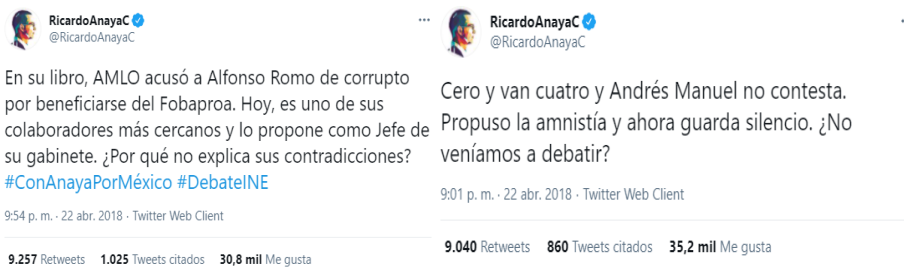 RicardoAnayaC
@RicardoAnayaC
En su libro, AMLO acusó a Alfonso Romo de corrupto
por beneficiarse del Fobaproa. Hoy, es uno de sus
colaboradores más cercanos y lo propone como Jefe de
su gabinete. ¿Por qué no explica sus contradicciones?
#ConAnayaPorMéxico #DebateINE
9:54 p. m. · 22 abr. 2018 · Twitter Web Client
9.257 Retweets 1.025 Tweets citados 30,8 mil Me gusta
RicardoAnayaC
@RicardoAnayaC
Cero y van cuatro y Andrés Manuel no contesta.
Propuso la amnistía y ahora guarda silencio. ¿No
veníamos a debatir?
9:01 p. m. · 22 abr. 2018 · Twitter Web Client
9.040 Retweets 860 Tweets citados 35,2 mil Me gusta